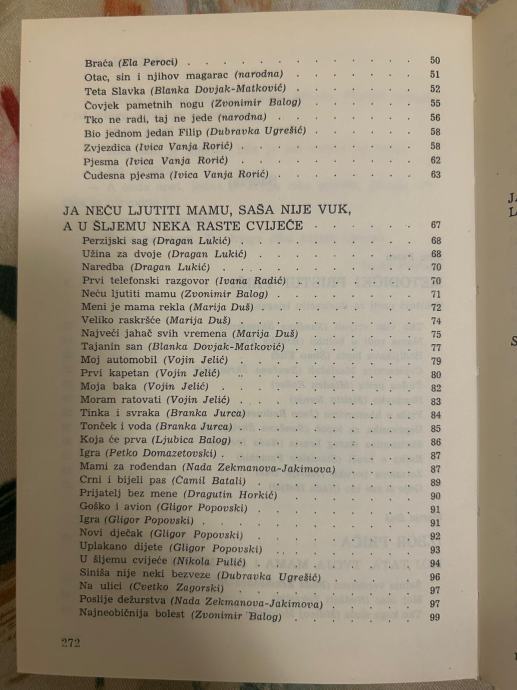 Braća (Ela Peroci) . . . . . . . . . . 50
Otac, sin i njihov magarac (narodna) . . . . . . . 51
Teta Slavka (Blanka Dovjak-Matković) . . . . . . . 52
Čovjek pametnih nogu (Zvonimir Balog) . . . . . . 55
Tko ne radi, taj ne jede (narodna) . . . . . . . 56
Bio jednom jedan Filip (Dubravka Ugrešić) . . . . . . 58
Zvjezdica (Ivica Vanja Rorić) . . . . . . . . 58
Pjesma (Ivica Vanja Rorić) . . . . . . . . 62
Čudesna pjesma (Ivica Vanja Rorić) . . . . . . . 63
JA NEĆU LJUTITI MAMU, SAŠA NIJE VUK,
A U ŠLJEMU NEKA RASTE CVIJEĆE . . . . . . 67
Perzijski sag (Dragan Lukić) . . . . . . . . 68
Užina za dvoje (Dragan Lukić) . . . . . . . . 68
Naredba (Dragan Lukić) . . . . . . . . . 70
Prvi telefonski razgovor (Ivana Radić) . . . . . . 70
Neću ljutiti mamu (Zvonimir Balog) . . . . . . . 71
Meni je mama rekla (Marija Duš) . . . . . . . 72
Veliko raskršće (Marija Duš) . . . . . . . . 74
Najveći jahač svih vremena (Marija Duš) . . . . . . 75
Tajanin san (Blanka Dovjak-Matković) . . . . . . 77
Moj automobil (Vojin Jelić) . . . . . . . . 79
Prvi kapetan (Vojin Jelić) . . . . . . . . 80
Moja baka (Vojin Jelić) . . . . . . . . . 82
Moram ratovati (Vojin Jelić) . . . . . . . . 83
Tinka i svraka (Branka Jurca) . . . . . . . . 84
Tonček i voda (Branka Jurca) . . . . . . . . 85
Koja će prva (Ljubica Balog) . . . . . . . . 86
Igra (Petko Domazetovski) . . . . . . . . . 87
Mami za rođendan (Nada Zekmanova-Jakimova) . . . . 87
Crni i bijeli pas (Ćamil Batali) . . . . . . . . 89
Prijatelj bez mene (Dragutin Horkić) . . . . . . . 90
Goško i avion (Gligor Popovski) . . . . . . . 91
Igra (Gligor Popovski) . . . . . . . . . 91
Novi dječak (Gligor Popovski) . . . . . . . . 92
Uplakano dijete (Gligor Popovski) . . . . . . . 93
U šljemu cvijeće (Nikola Pulić) . . . . . . . 94
Siniša nije neki bezveze (Dubravka Ugrešić) . . . . . 96
Na ulici (Cvetko Zagorski) . . . . . . . . 97
Poslije dežurstva (Nada Zekmanova-Jakimova) . . . . 97
Najneobičnija bolest (Zvonimir Balog) . . . . . . 99
272